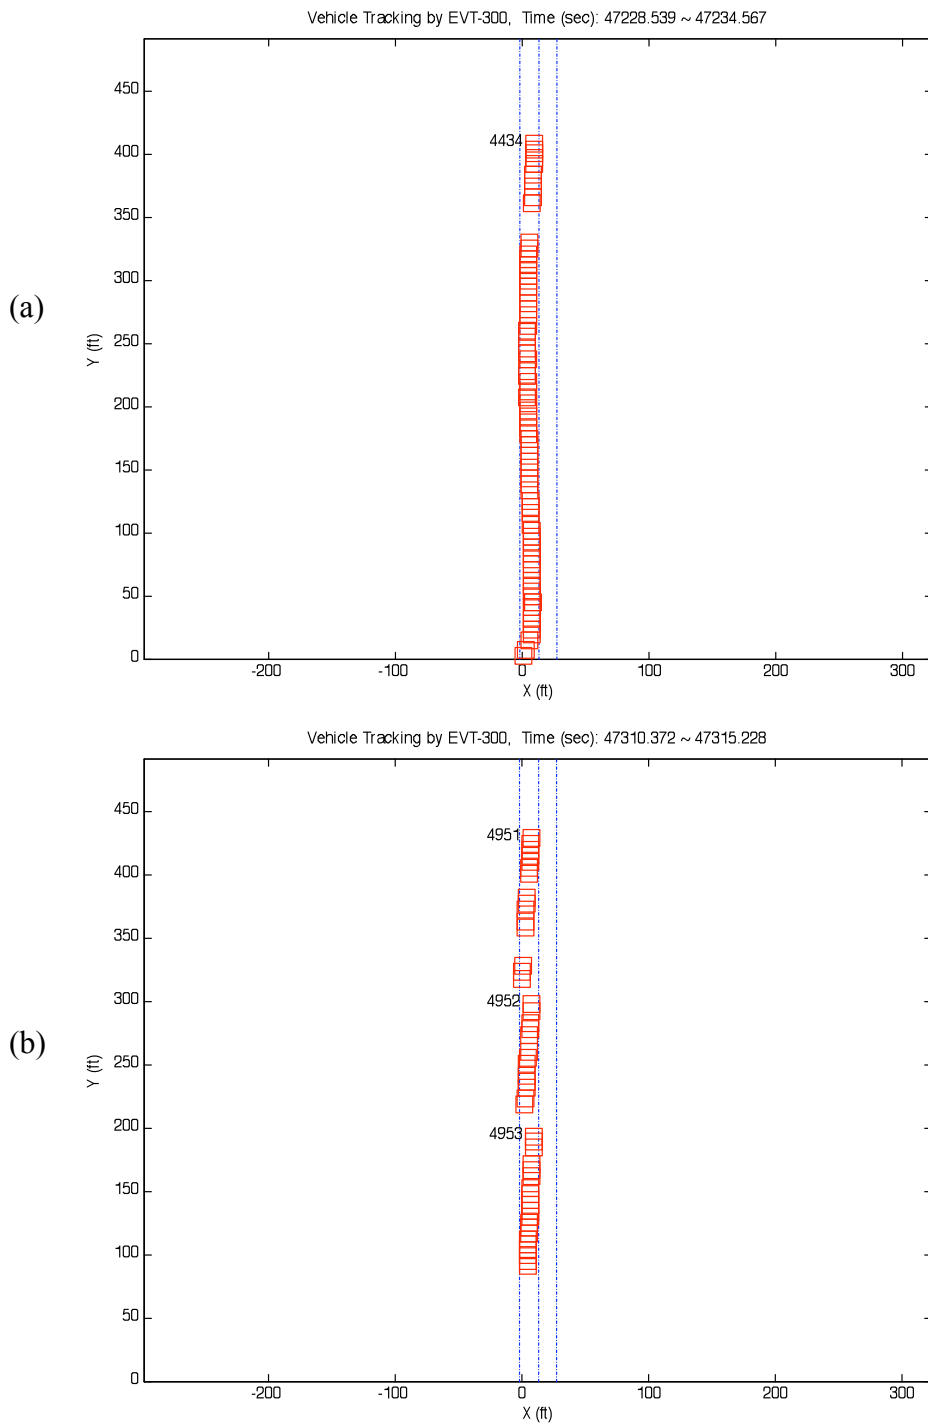 Vehicle Tracking by EVT-300, Time (sec): 47228.539 ~ 47234.567
450
4434
400
350
(a)
300
Y (ft)
250
200
150
100
50
0
-200 -100 0 100 200 300
X (ft)
Vehicle Tracking by EVT-300, Time (sec): 47310.372 ~ 47315.228
450
4951
400
350
4952
300
(b)
Y (ft)
250
200
4953
150
100
50
0
-200 -100 0 100 200 300
X (ft)